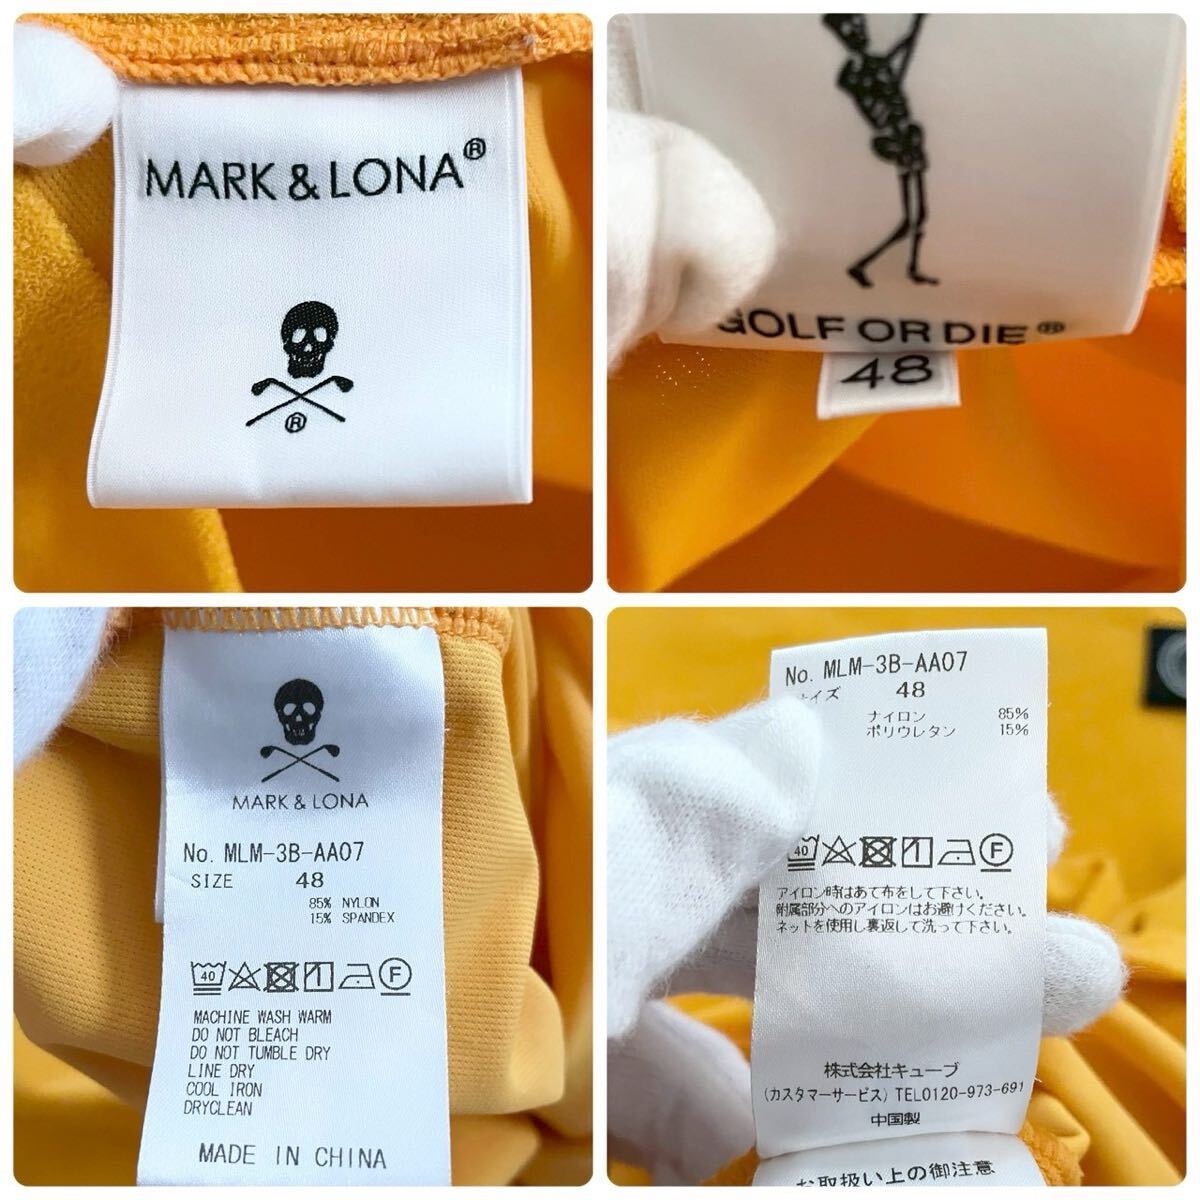 MARK & LONA®
®
GOLF OR DIE®
48
MARK & LONA
No. MLM-3B-AA07
SIZE 48
85% NYLON
15% SPANDEX
40 1 F
MACHINE WASH WARM
DO NOT BLEACH
DO NOT TUMBLE DRY
LINE DRY
COOL IRON
DRYCLEAN
MADE IN CHINA
No. MLM-3B-AA07
イズ 48
ナイロン 85%
ポリウレタン 15%
40 1 F
アイロン時はあて布をして下さい。
附属部分へのアイロンはお避けください。
ネットを使用し裏返して洗って下さい。
株式会社キューブ
(カスタマーサービス) TEL0120-973-691
中国製
お取扱い上の御注意